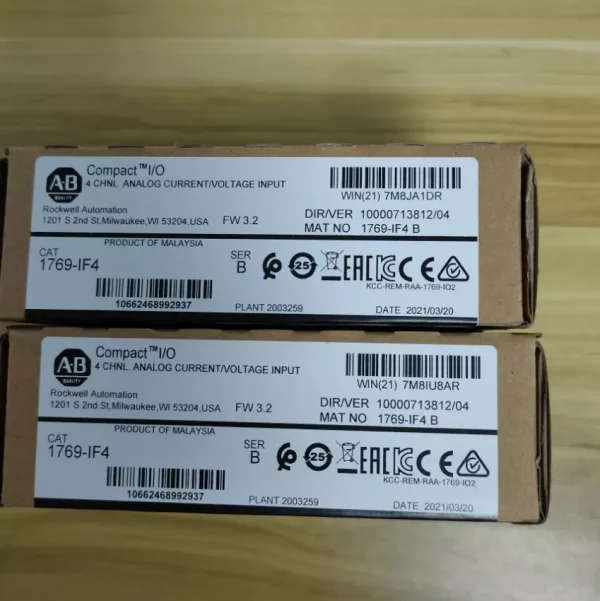 A-B
QUALITY
Compact™I/O
4 CHNL. ANALOG CURRENT/VOLTAGE INPUT
Rockwell Automation
1201 S 2nd St,Milwaukee,WI 53204,USA FW 3.2
WIN(21) 7M8JA1DR
DIR/VER 10000713812/04
MAT NO 1769-IF4 B
PRODUCT OF MALAYSIA
CAT
1769-IF4
SER
B
25
EAC
CE
KCC-REM-RAA-1769-IO2
10662468992937
PLANT 2003259
DATE 2021/03/20
A-B
QUALITY
Compact™I/O
4 CHNL. ANALOG CURRENT/VOLTAGE INPUT
Rockwell Automation
1201 S 2nd St,Milwaukee,WI 53204,USA FW 3.2
WIN(21) 7M8IU8AR
DIR/VER 10000713812/04
MAT NO 1769-IF4 B
PRODUCT OF MALAYSIA
CAT
1769-IF4
SER
B
25
EAC
CE
KCC-REM-RAA-1769-IO2
10662468992937
PLANT 2003259
DATE 2021/03/20